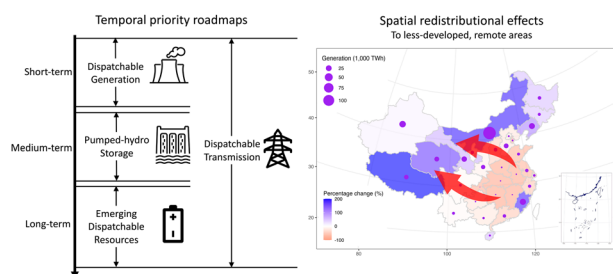 Temporal priority roadmaps
Short-term
Dispatchable
Generation
Medium-term
Pumped-hydro
Storage
Dispatchable
Transmission
Long-term
Emerging
Dispatchable
Resources
Spatial redistributional effects
To less-developed, remote areas
Generation (1,000 TWh)
25
50
75
100
50
40
30
20
Percentage change (%)
200
100
0
-100
80
100
110
120